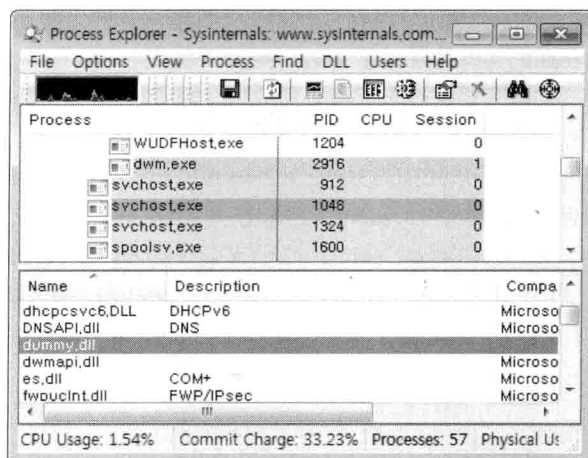 Process Explorer - Sysinternals: www.sysinternals.com...
File Options View Process Find DLL Users Help
Process PID CPU Session
WUDFHost,exe 1204 0
dwm,exe 2916 1
svchost,exe 912 0
svchost,exe 1048 0
svchost,exe 1324 0
spoolsv,exe 1600 0
Name Description Compa
dhcpcsvc6,DLL DHCPv6 Microso
DNSAPI,dll DNS Microso
dummy,dll
dwmapi,dll Microso
es,dll COM+ Microso
fwpuclnt,dll FWP/IPsec Microso
CPU Usage: 1.54% Commit Charge: 33.23% Processes: 57 Physical Us